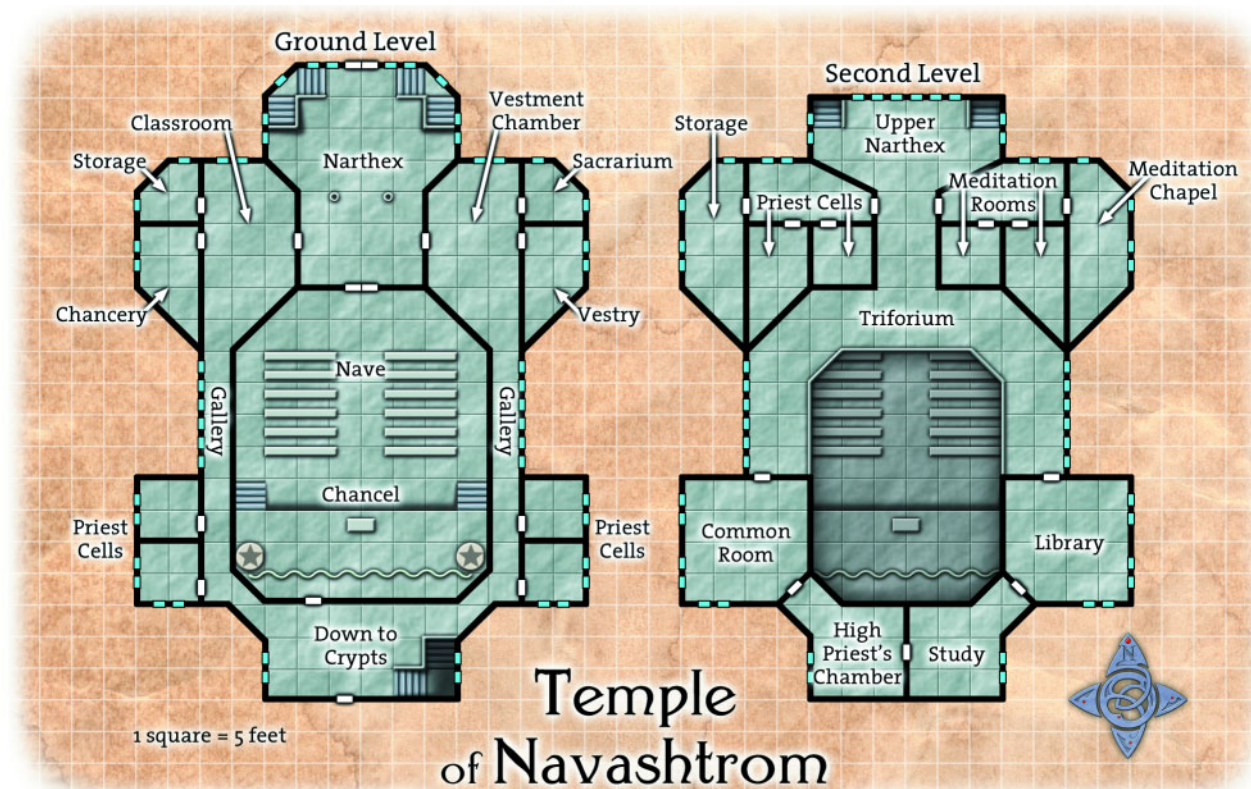 Ground Level
Second Level
Classroom
Vestment
Chamber
Storage
Narthex
Sacrarium
Chancery
Vestry
Nave
Gallery
Gallery
Chancel
Priest
Cells
Priest
Cells
Down to
Crypts
1 square = 5 feet
Storage
Upper
Narthex
Priest Cells
Meditation
Rooms
Meditation
Chapel
Triforium
Common
Room
Library
High
Priest's
Chamber
Study
N
Temple
of Navashtrom